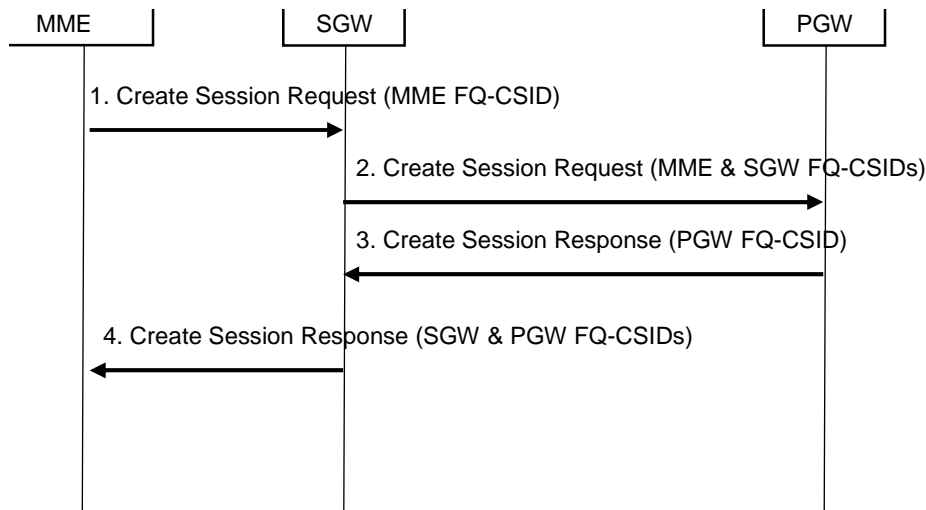 MME
SGW
PGW
1. Create Session Request (MME FQ-CSID)
2. Create Session Request (MME & SGW FQ-CSIDs)
3. Create Session Response (PGW FQ-CSID)
4. Create Session Response (SGW & PGW FQ-CSIDs)